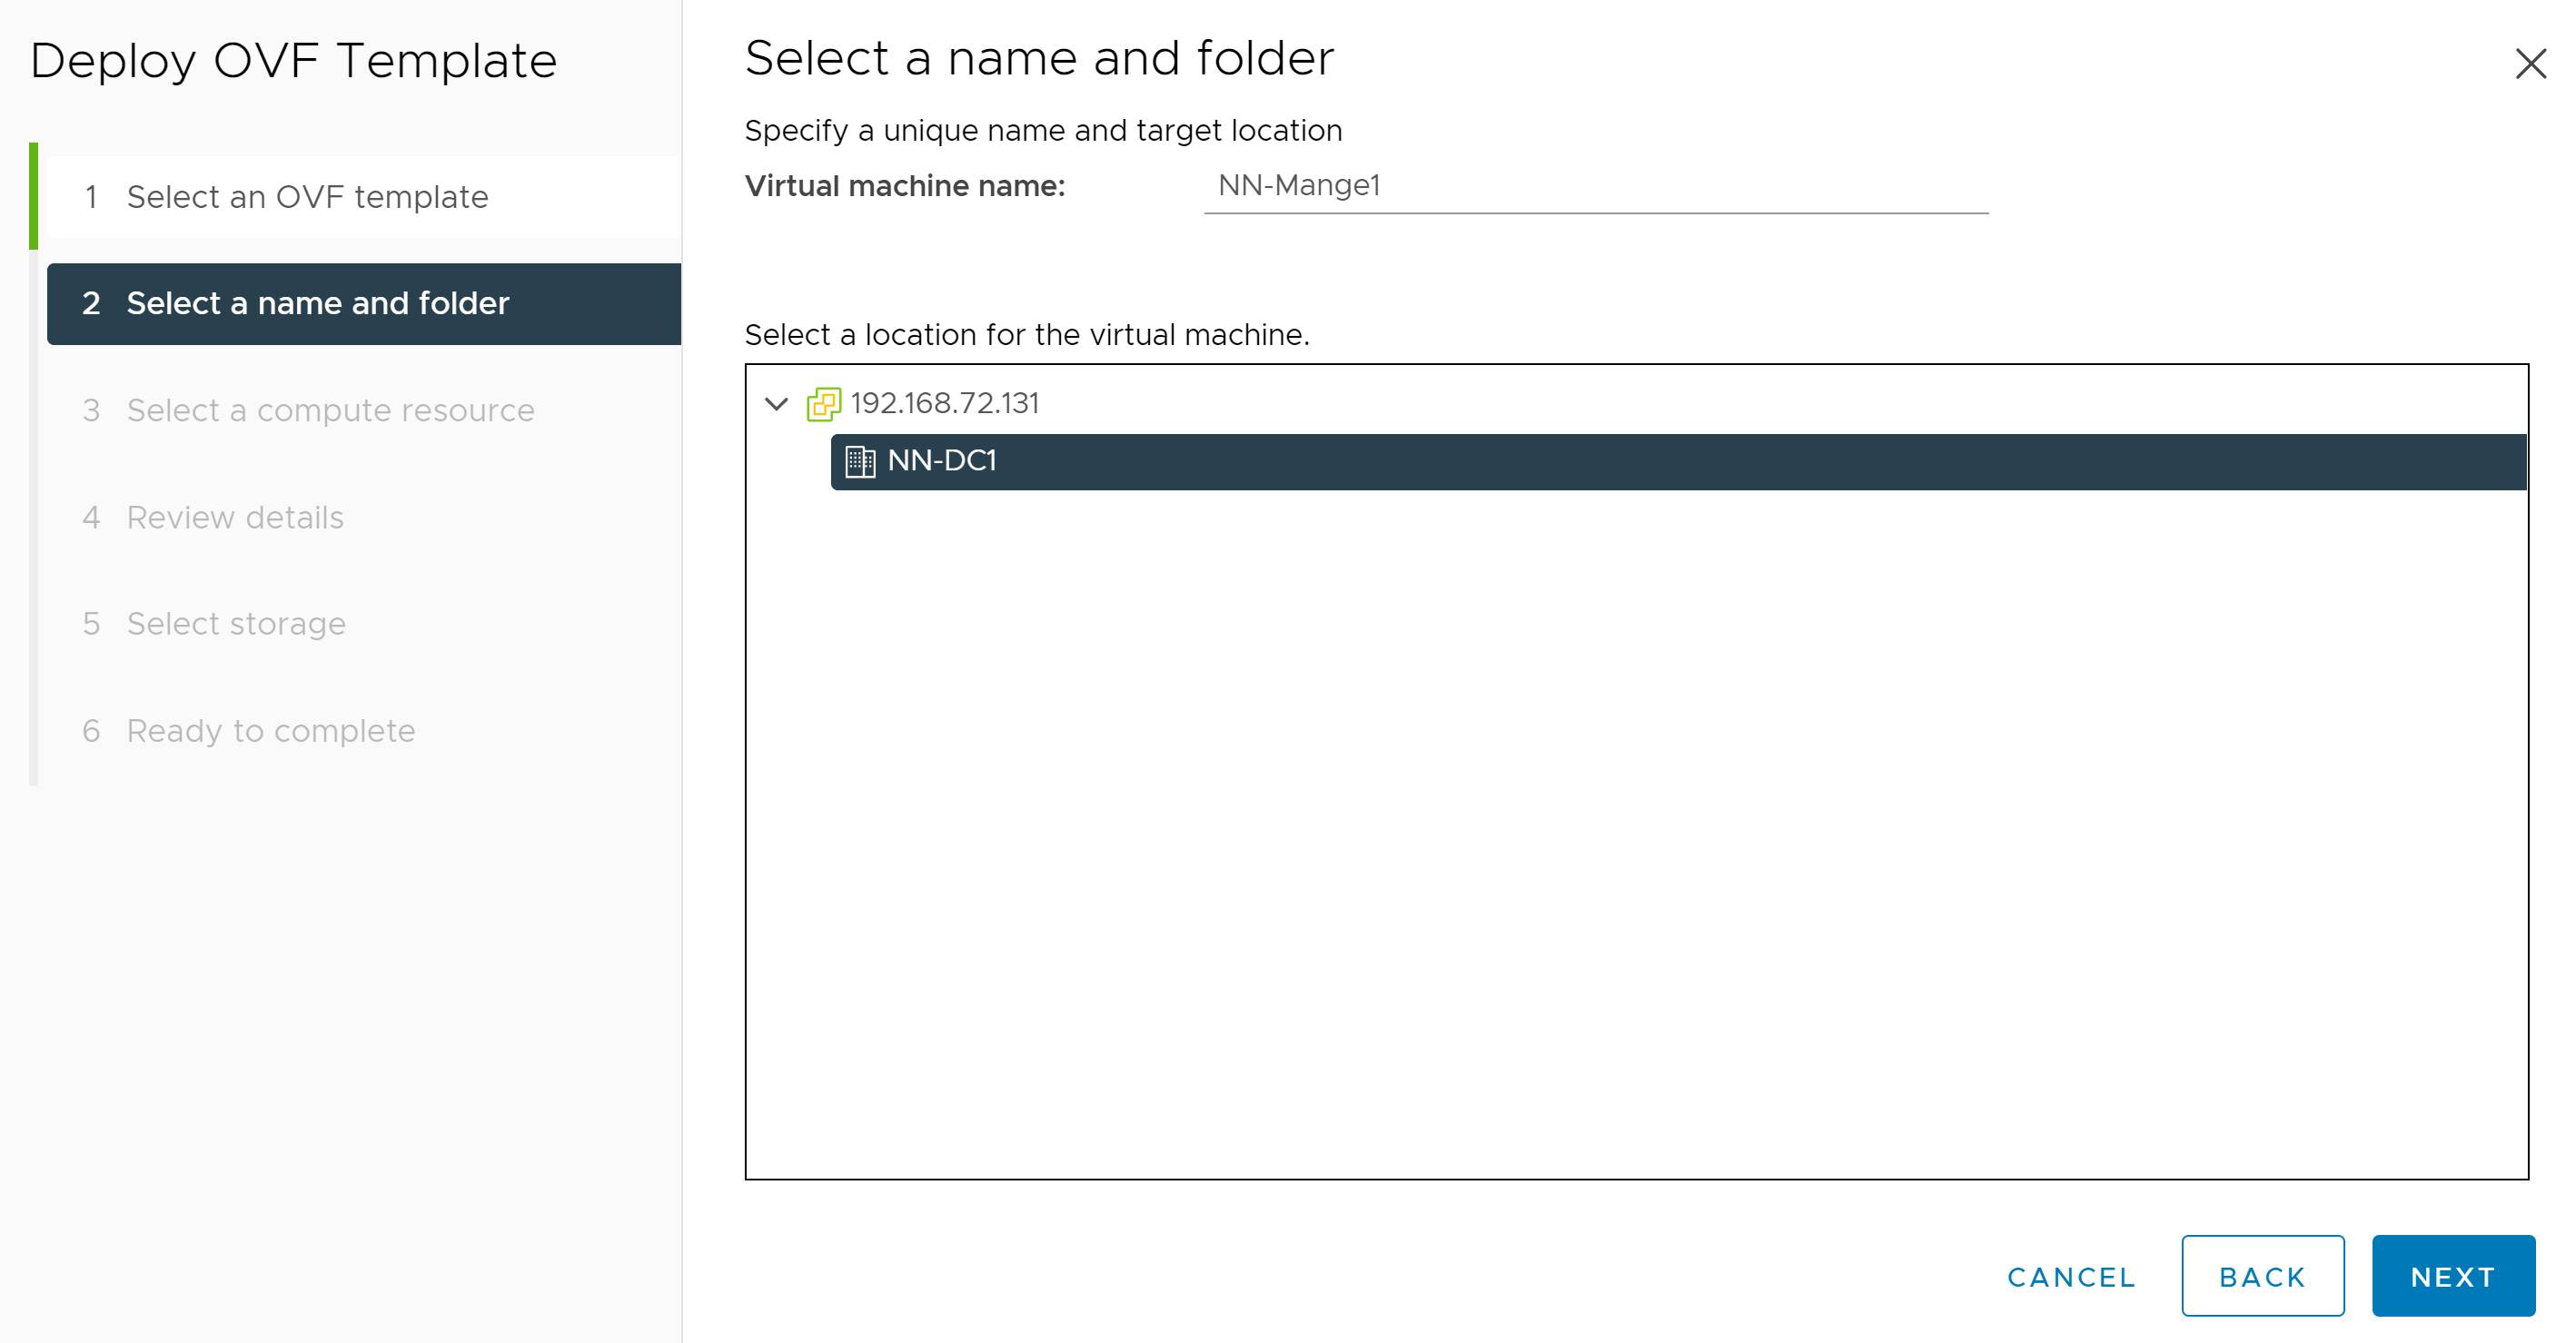 Deploy OVF Template
1 Select an OVF template
2 Select a name and folder
3 Select a compute resource
4 Review details
5 Select storage
6 Ready to complete
Select a name and folder
Specify a unique name and target location
Virtual machine name: NN-Mange1
Select a location for the virtual machine.
192.168.72.131
NN-DC1
CANCEL BACK NEXT